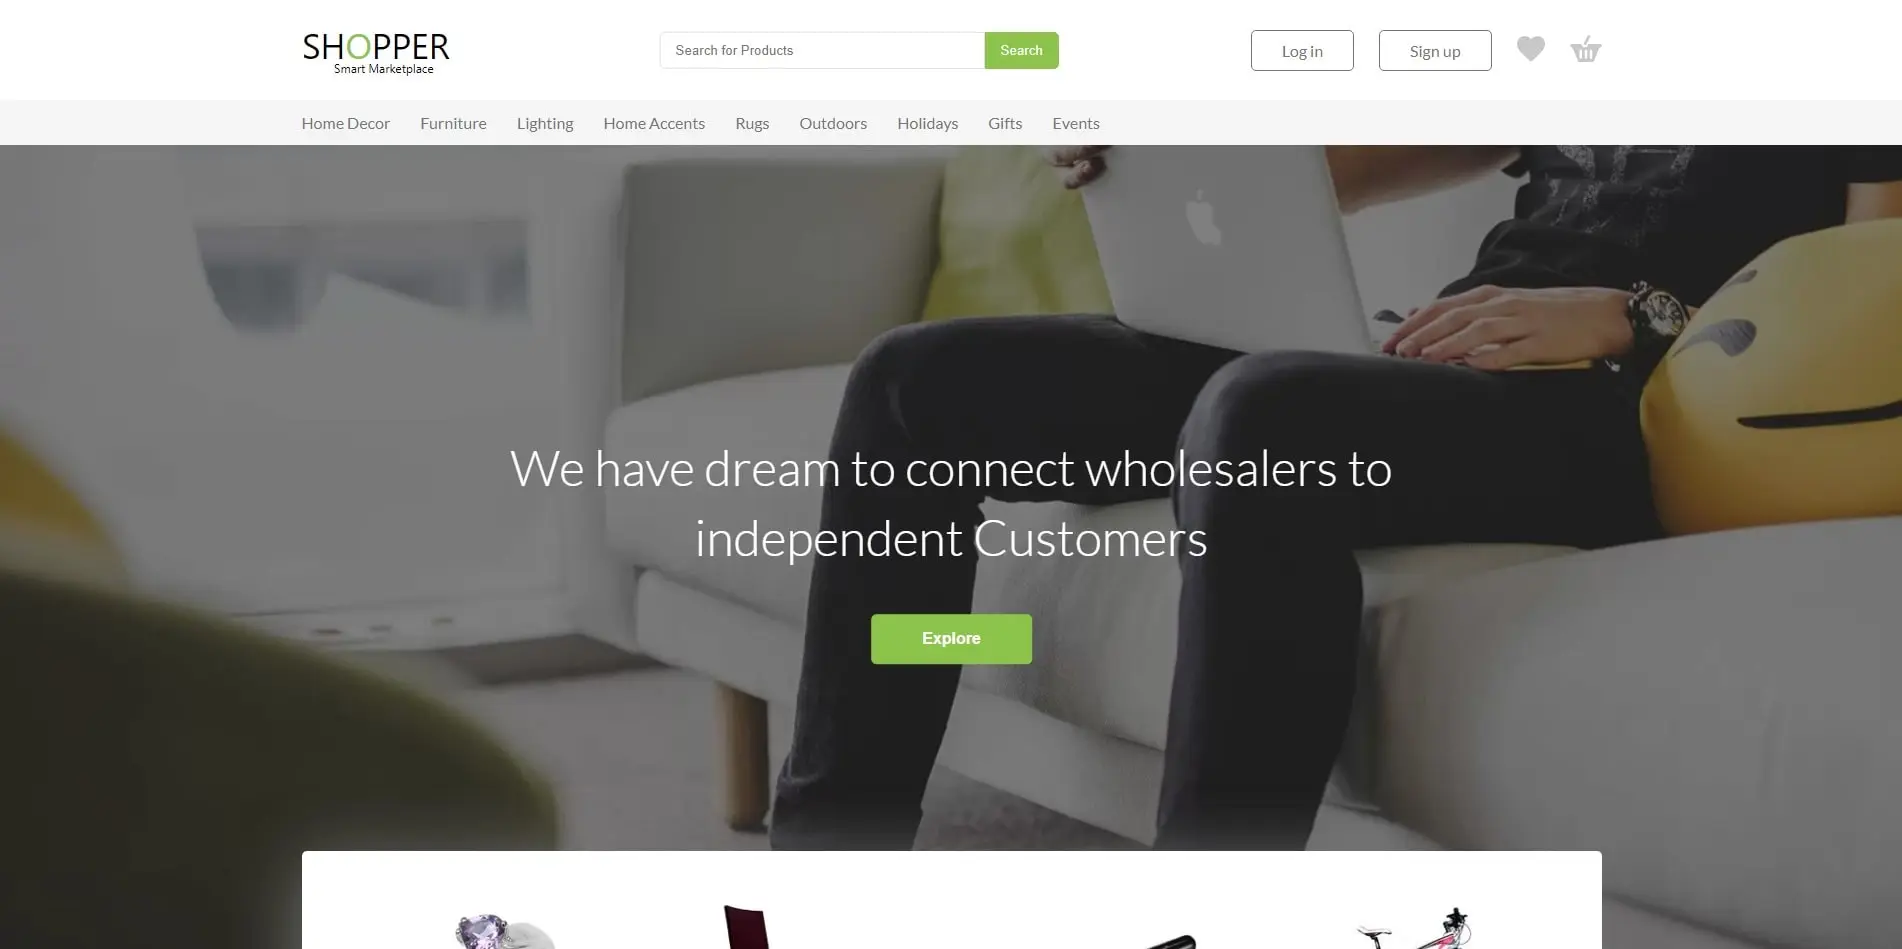 SHOPPER
Smart Marketplace
Search for Products
Search
Log in
Sign up
Home Decor
Furniture
Lighting
Home Accents
Rugs
Outdoors
Holidays
Gifts
Events
We have dream to connect wholesalers to
independent Customers
Explore